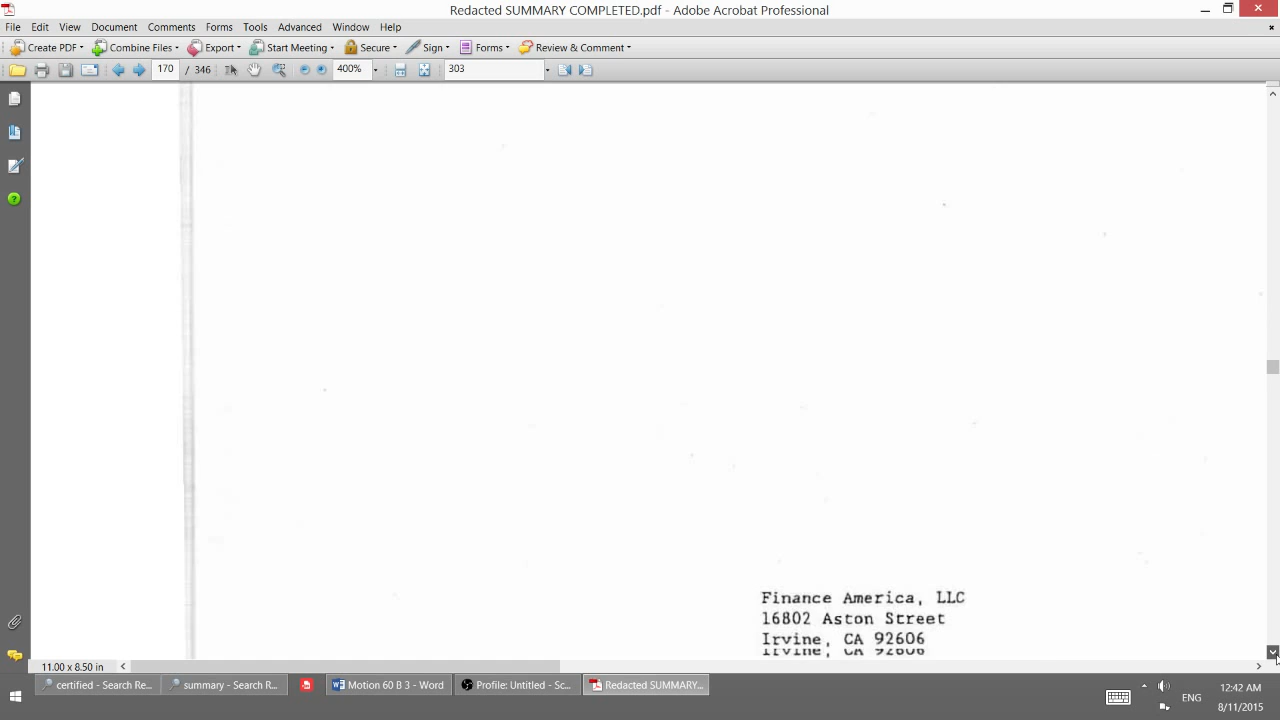 Redacted SUMMARY COMPLETED.pdf - Adobe Acrobat Professional
File Edit View Document Comments Forms Tools Advanced Window Help
Create PDF Combine Files Export Start Meeting Secure Sign Forms Review & Comment
170 / 346 400% 303
Finance America, LLC
16802 Aston Street
Irvine, CA 92606
Irvine, CA 92606
11.00 x 8.50 in
certified - Search Re... summary - Search R... Motion 60 B 3 - Word Profile: Untitled - Sc... Redacted SUMMARY... ENG 12:42 AM
8/11/2015